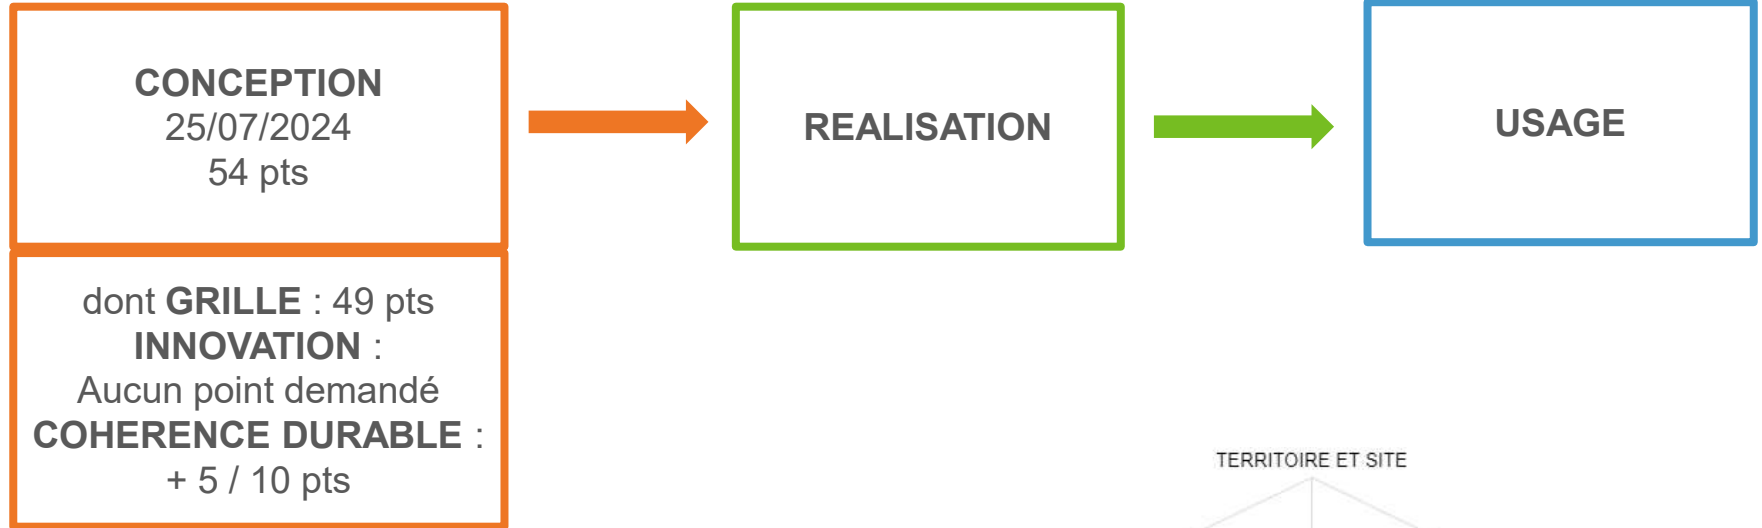 CONCEPTION
25/07/2024
54 pts
REALISATION
USAGE
dont GRILLE : 49 pts
INNOVATION :
Aucun point demandé
COHERENCE DURABLE :
+ 5 / 10 pts
TERRITOIRE ET SITE